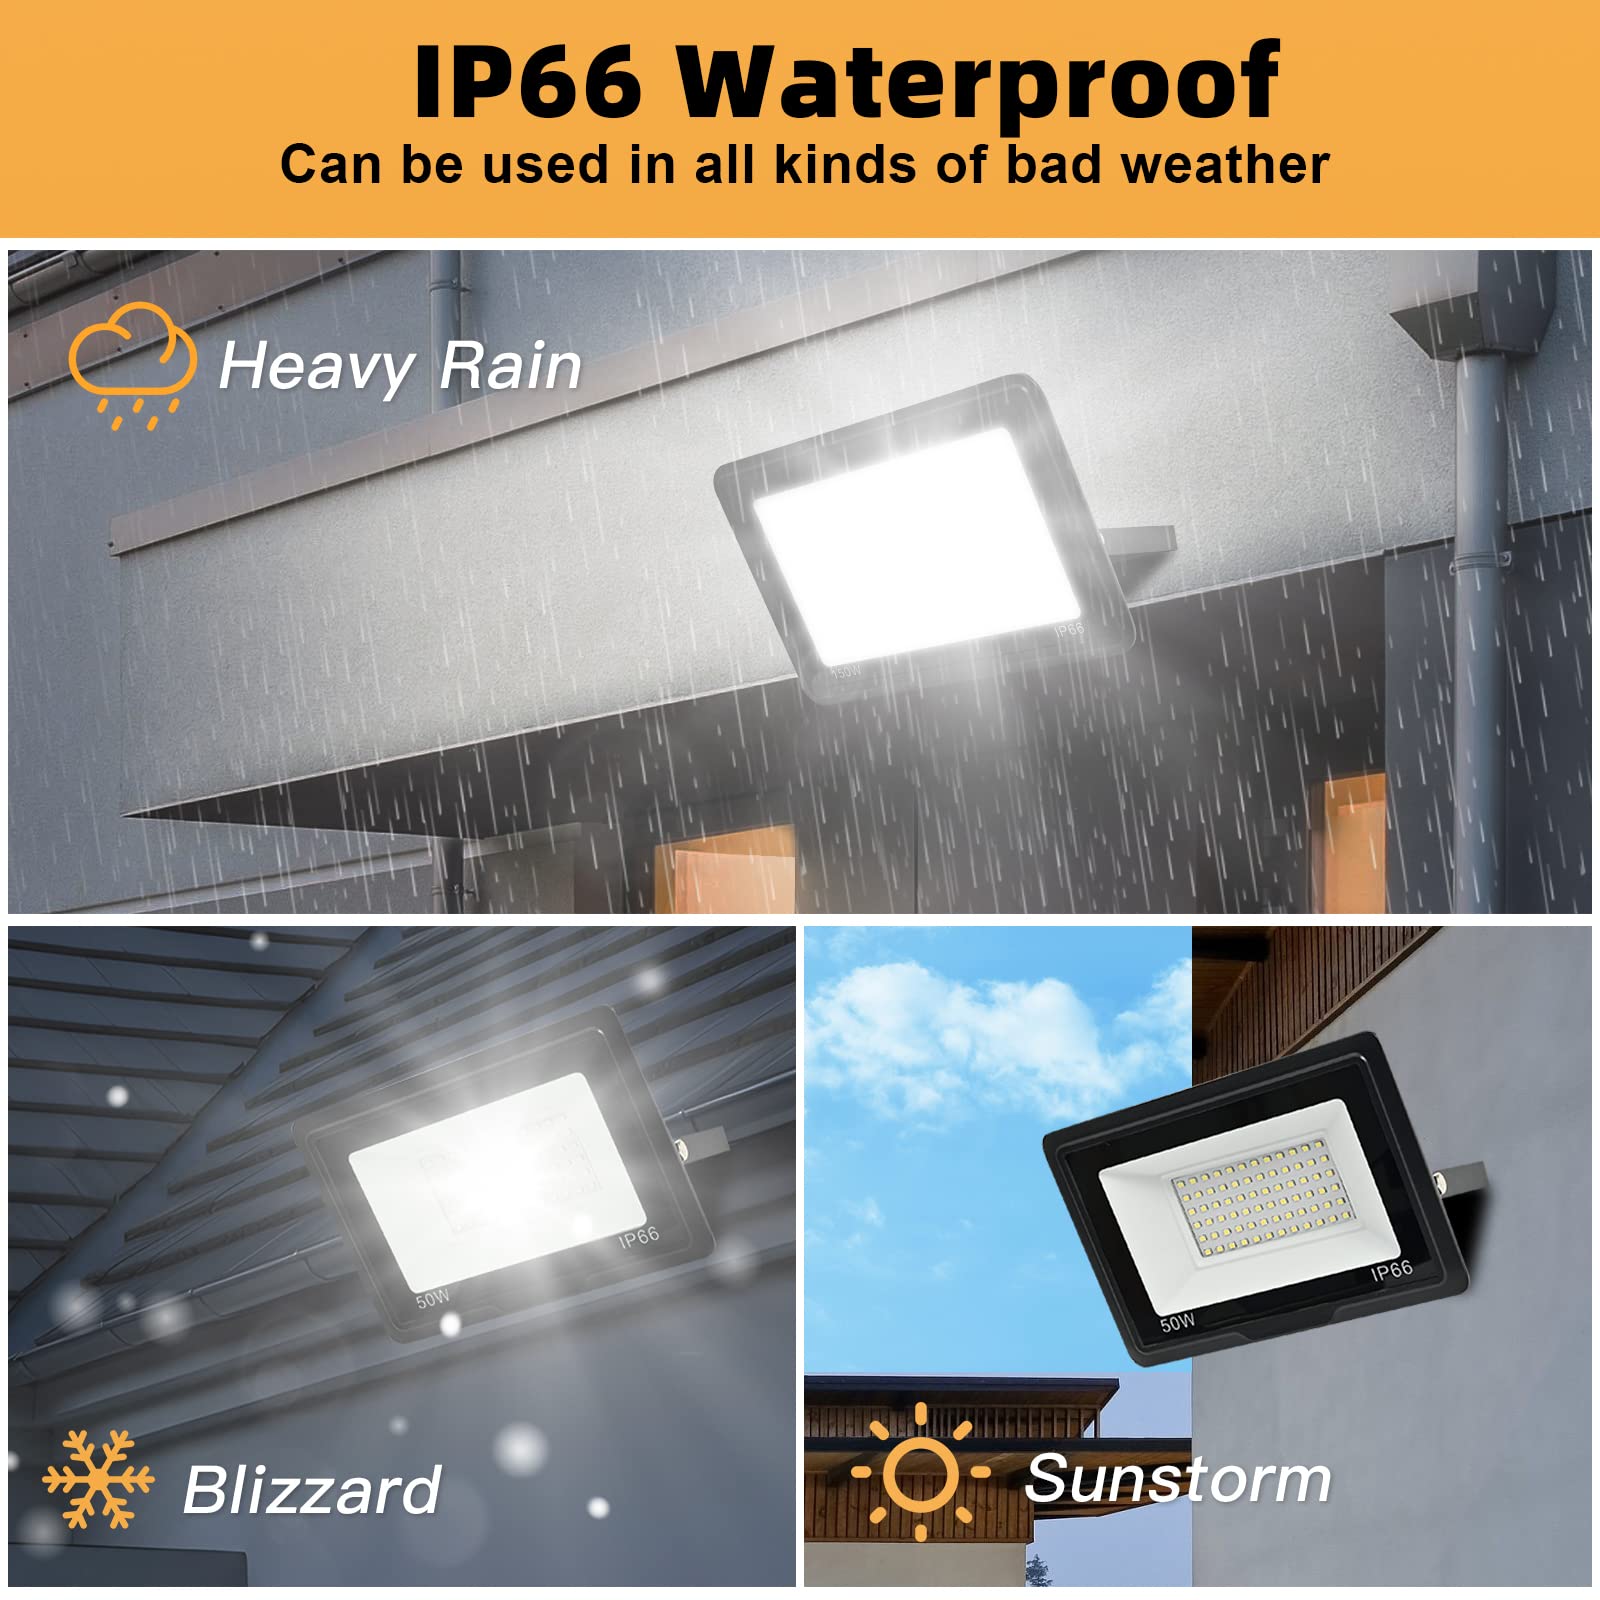 IP66 Waterproof
Can be used in all kinds of bad weather
Heavy Rain
IP66
150W
IP66
50W
Blizzard
IP66
50W
Sunstorm